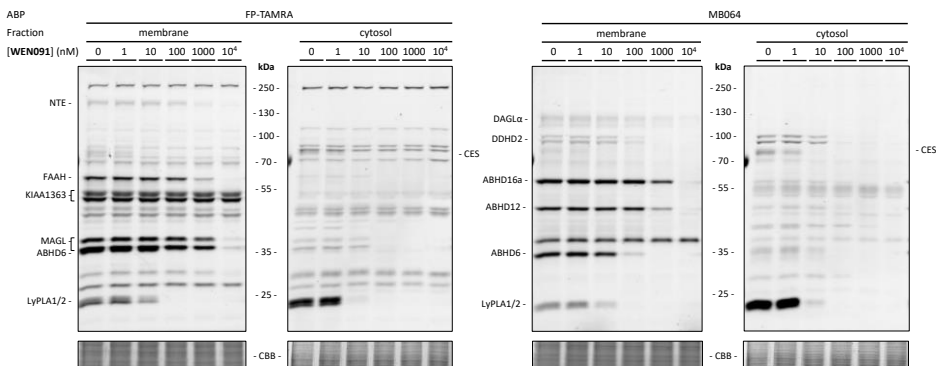 ABP FP-TAMRA MB064
Fraction membrane cytosol membrane cytosol
[WEN091] (nM) 0 1 10 100 1000 10⁴ 0 1 10 100 1000 10⁴ 0 1 10 100 1000 10⁴ 0 1 10 100 1000 10⁴
kDa kDa
- 250 - - 250 -
NTE -
- 130 - DAGLα - - 130 -
- 100 - DDHD2 - - 100 -
- CES - CES
- 70 - - 70 -
FAAH - ABHD16a -
KIAA1363 - 55 - - 55 -
ABHD12 -
MAGL
ABHD6 - - 35 - ABHD6 - - 35 -
- 25 - - 25 -
LyPLA1/2 - LyPLA1/2 -
- CBB - - CBB -